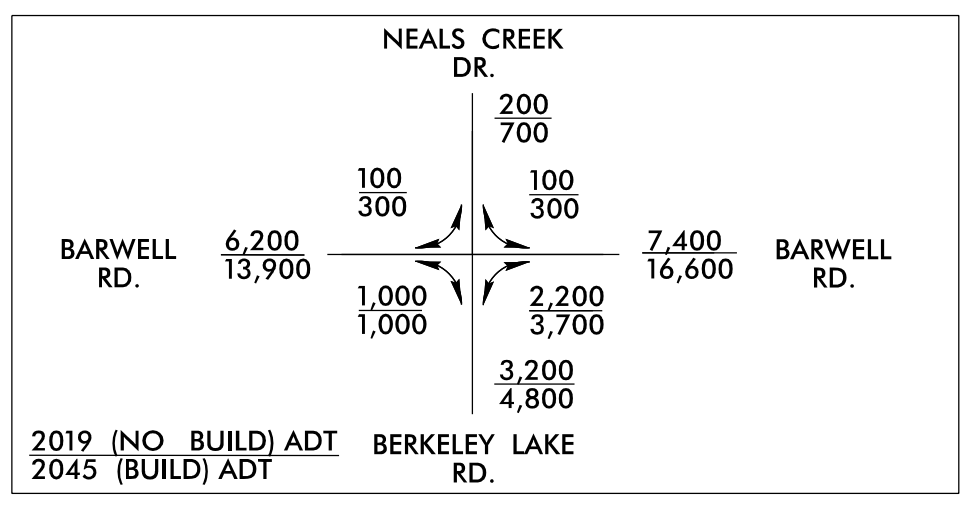 NEALS CREEK
DR.
200
700
100
300
100
300
BARWELL
RD.
6,200
13,900
7,400
16,600
BARWELL
RD.
1,000
1,000
2,200
3,700
3,200
4,800
2019 (NO BUILD) ADT
2045 (BUILD) ADT
BERKELEY LAKE
RD.